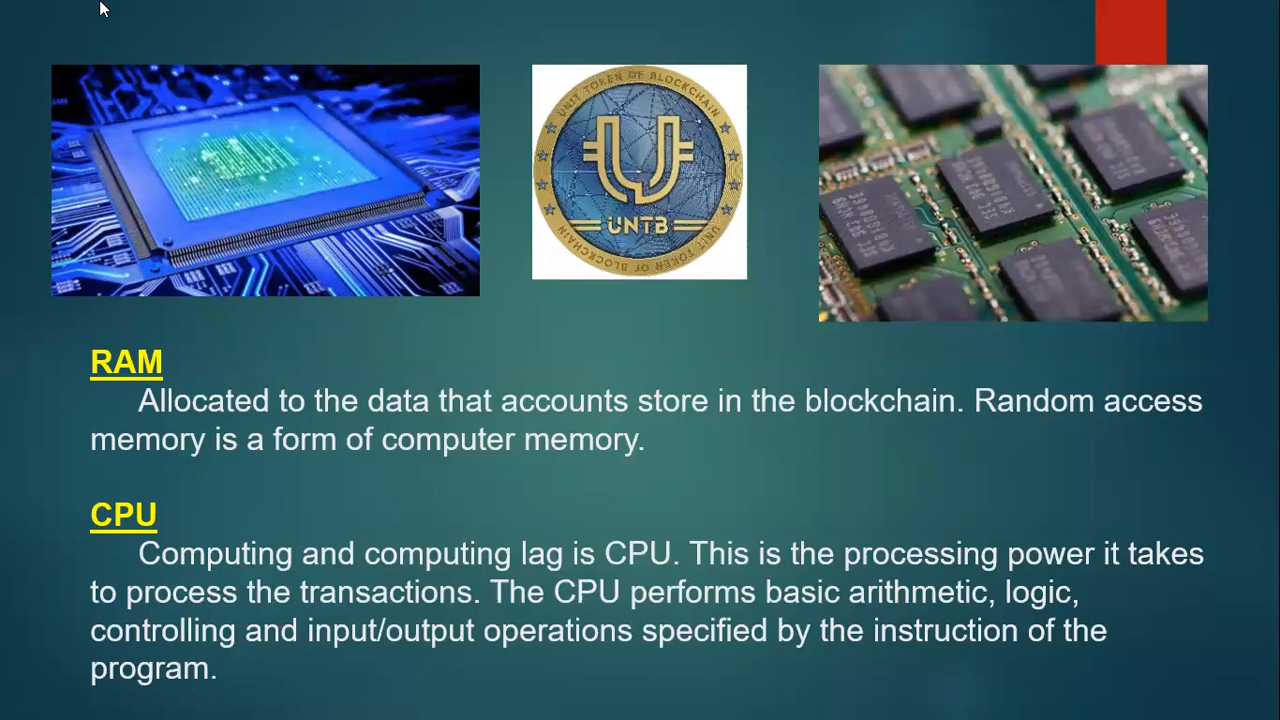 UNIT TOKEN OF BLOCKCHAIN
UNTB
UNIT TOKEN OF BLOCKCHAIN
RAM
Allocated to the data that accounts store in the blockchain. Random access
memory is a form of computer memory.
CPU
Computing and computing lag is CPU. This is the processing power it takes
to process the transactions. The CPU performs basic arithmetic, logic,
controlling and input/output operations specified by the instruction of the
program.